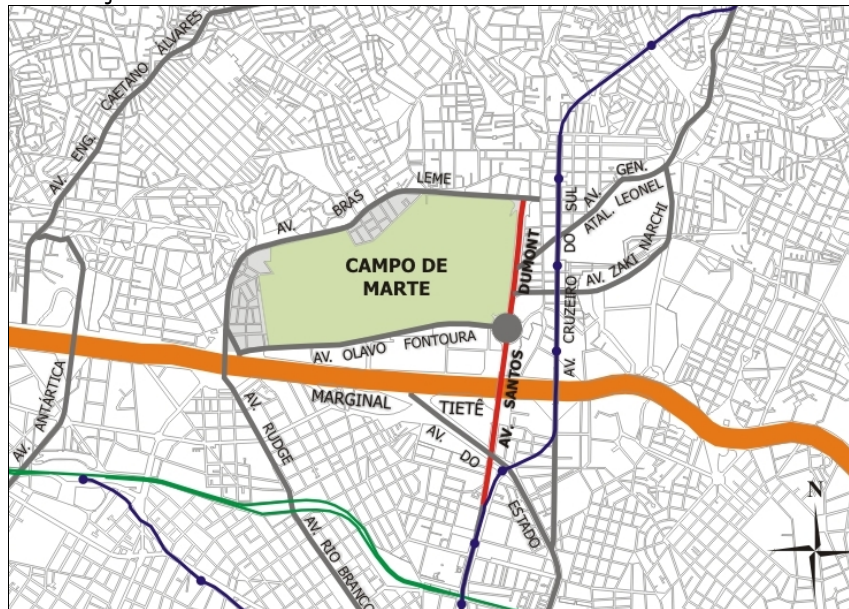 AV. ENG. CAETANO ALVARES
AV. BRÁS LEME
AV. GEN. ATAL. LEONEL
AV. ZAKI NARCHI
AV. CRUZEIRO DO SUL
CAMPO DE
MARTE
AV. SANTOS DUMONT
AV. OLAVO FONTOURA
MARGINAL TIETÊ
AV. ANTÁRTICA
AV. RUDGE
AV. DO ESTADO
AV. RIO BRANCO
N